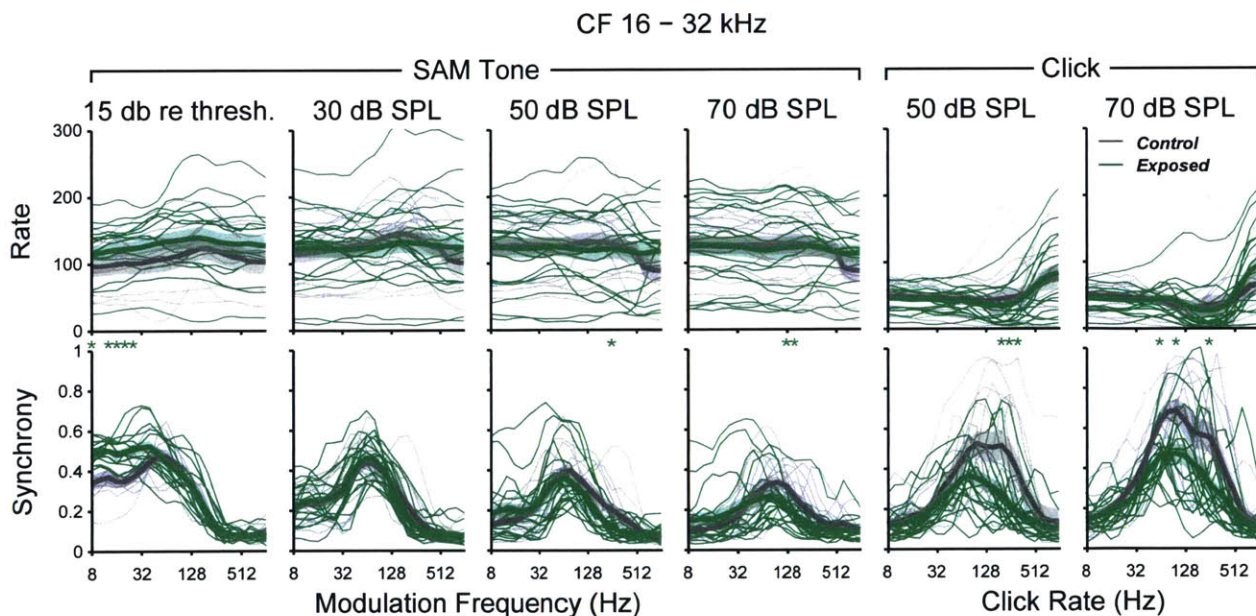 CF 16 − 32 kHz
SAM Tone
Click
15 db re thresh.
30 dB SPL
50 dB SPL
70 dB SPL
50 dB SPL
70 dB SPL
300
200
100
0
Rate
Control
Exposed
* ****
*
**
***
* * *
1
0.8
0.6
0.4
0.2
0
Synchrony
8 32 128 512
8 32 128 512
8 32 128 512
8 32 128 512
8 32 128 512
8 32 128 512
Modulation Frequency (Hz)
Click Rate (Hz)